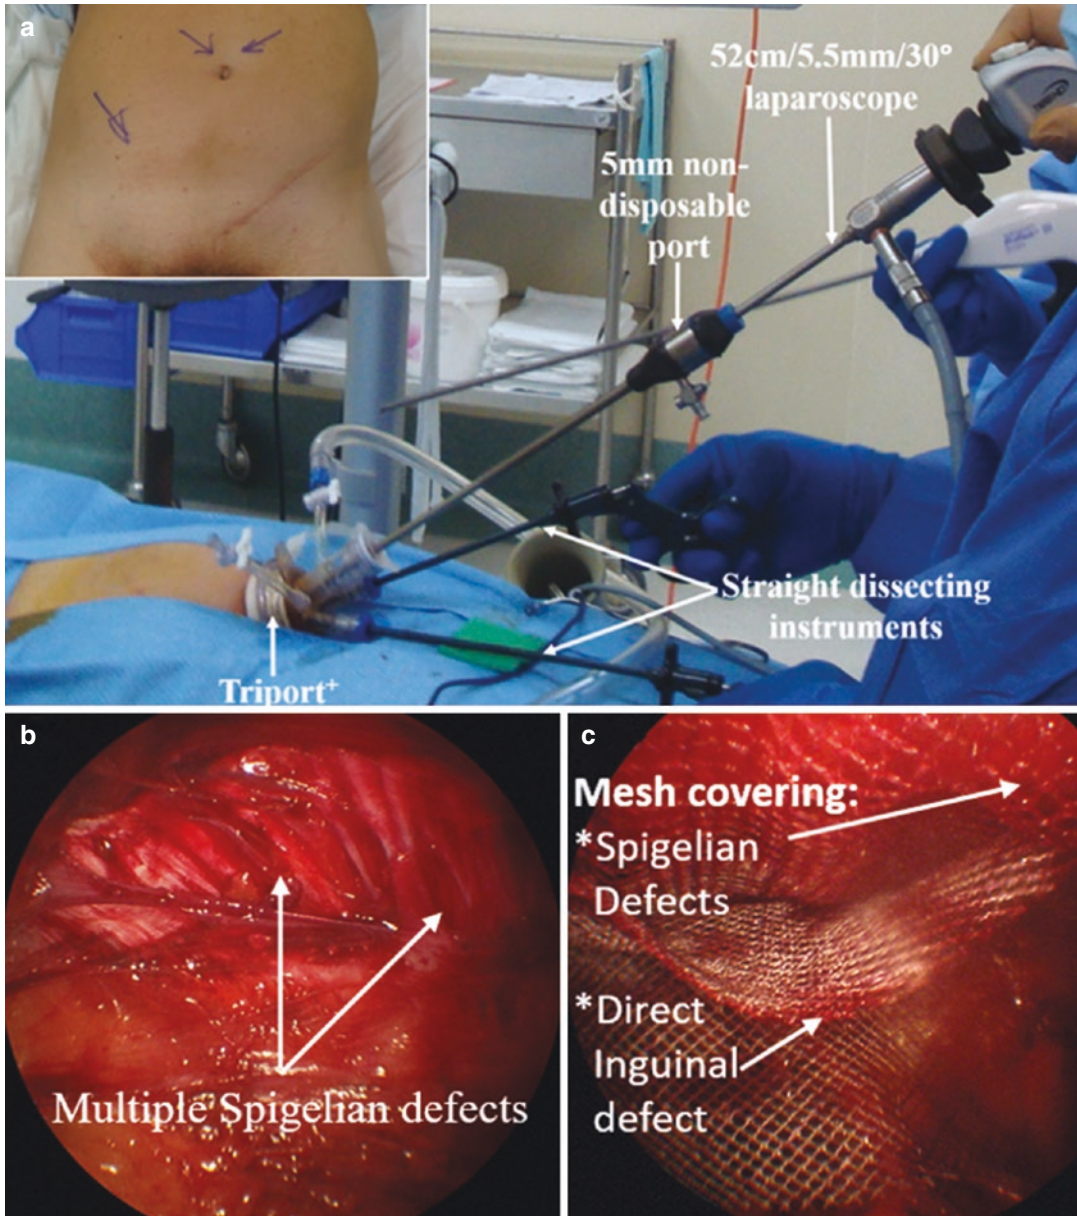 a
52cm/5.5mm/30°
laparoscope
5mm non-
disposable
port
Straight dissecting
instruments
Triport⁺
b
Multiple Spigelian defects
c
Mesh covering:
*Spigelian
Defects
*Direct
Inguinal
defect